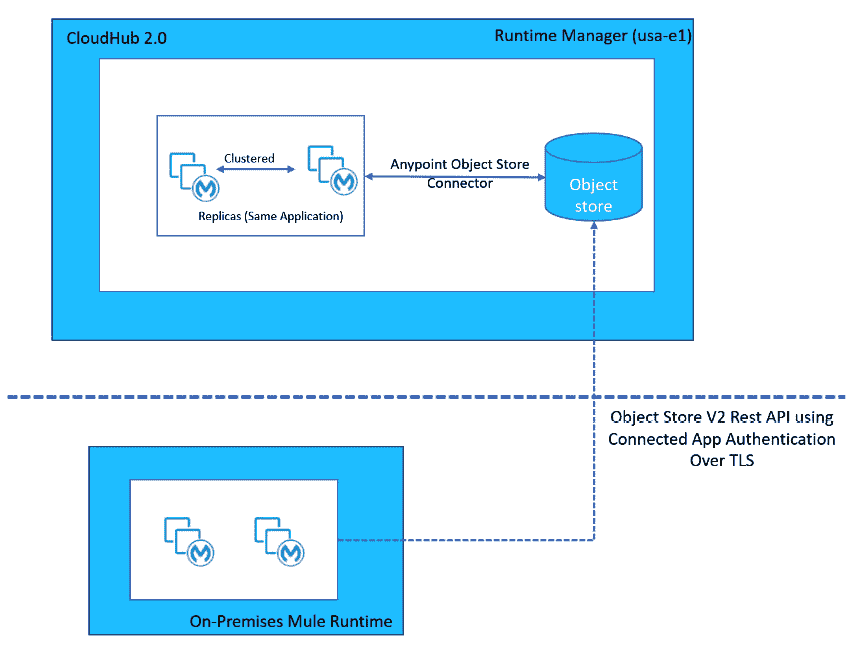 CloudHub 2.0
Runtime Manager (usa-e1)
Clustered
Replicas (Same Application)
Anypoint Object Store
Connector
Object
store
Object Store V2 Rest API using
Connected App Authentication
Over TLS
On-Premises Mule Runtime